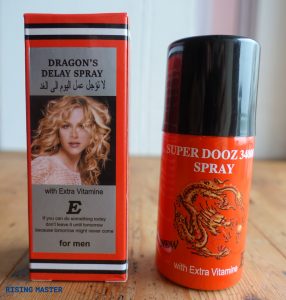 DRAGON'S
DELAY SPRAY
لا تؤجل عمل اليوم الى الغد
with Extra Vitamine
E
If you can do something today
don't leave it until tomorrow
because tomorrow might never come
for men
SUPER DOOZ
SPRAY
NEW
with Extra Vitamine
RISING MASTER